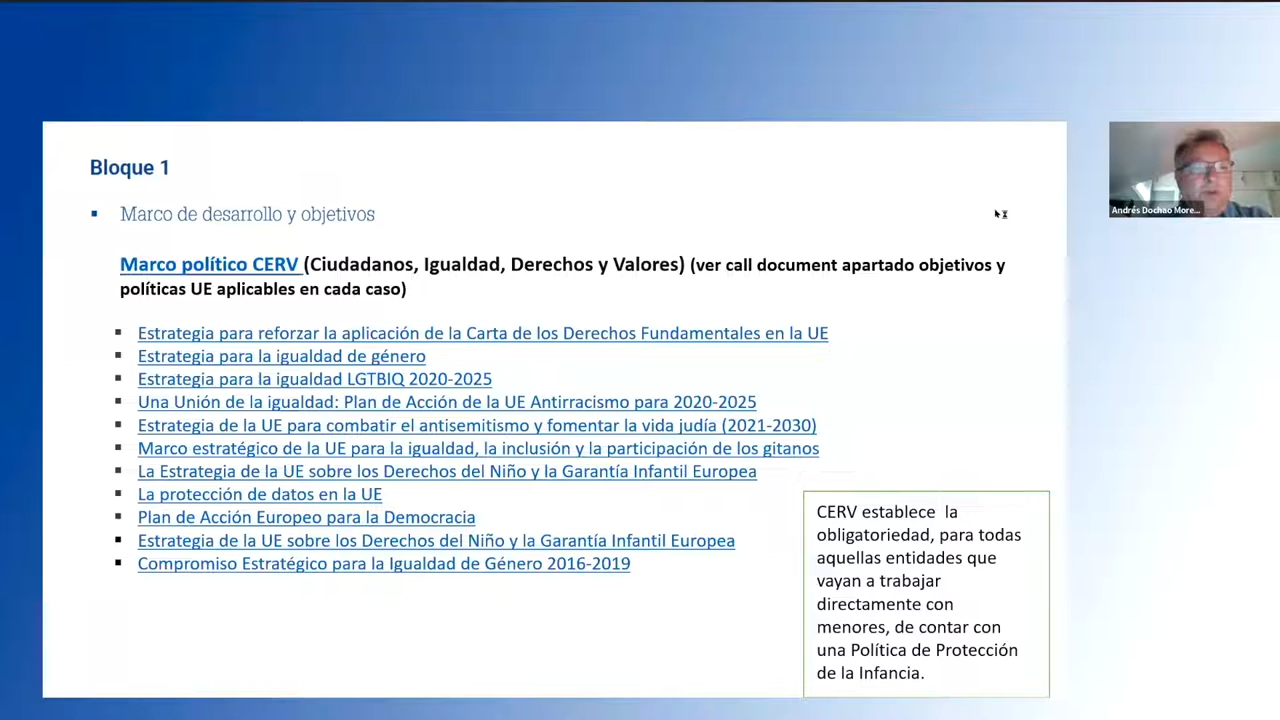 Bloque 1
Marco de desarrollo y objetivos
Marco político CERV (Ciudadanos, Igualdad, Derechos y Valores) (ver call document apartado objetivos y
políticas UE aplicables en cada caso)
Estrategia para reforzar la aplicación de la Carta de los Derechos Fundamentales en la UE
Estrategia para la igualdad de género
Estrategia para la igualdad LGTBIQ 2020-2025
Una Unión de la igualdad: Plan de Acción de la UE Antirracismo para 2020-2025
Estrategia de la UE para combatir el antisemitismo y fomentar la vida judía (2021-2030)
Marco estratégico de la UE para la igualdad, la inclusión y la participación de los gitanos
La Estrategia de la UE sobre los Derechos del Niño y la Garantía Infantil Europea
La protección de datos en la UE
Plan de Acción Europeo para la Democracia
Estrategia de la UE sobre los Derechos del Niño y la Garantía Infantil Europea
Compromiso Estratégico para la Igualdad de Género 2016-2019
CERV establece la
obligatoriedad, para todas
aquellas entidades que
vayan a trabajar
directamente con
menores, de contar con
una Política de Protección
de la Infancia.
Andrés Dochao More...